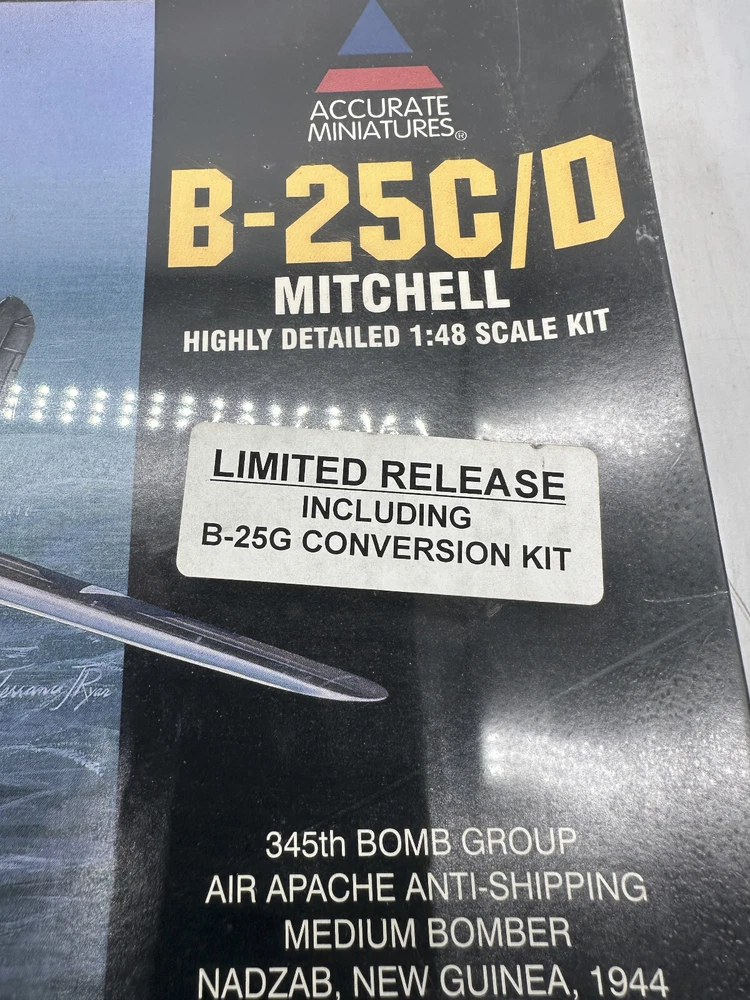 ACCURATE
MINIATURES®
B-25C/D
MITCHELL
HIGHLY DETAILED 1:48 SCALE KIT
LIMITED RELEASE
INCLUDING
B-25G CONVERSION KIT
345th BOMB GROUP
AIR APACHE ANTI-SHIPPING
MEDIUM BOMBER
NADZAB, NEW GUINEA, 1944